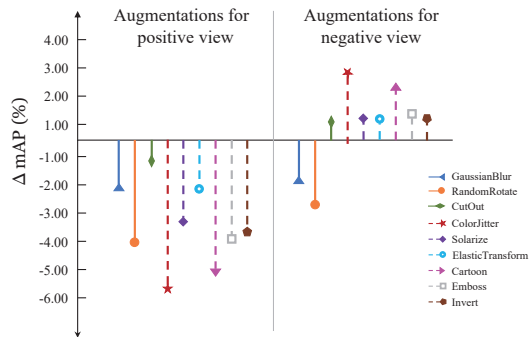 Augmentations for
positive view
Augmentations for
negative view
Δ mAP (%)
4.00
3.00
2.00
1.00
-1.00
-2.00
-3.00
-4.00
-5.00
-6.00
GaussianBlur
RandomRotate
CutOut
ColorJitter
Solarize
ElasticTransform
Cartoon
Emboss
Invert